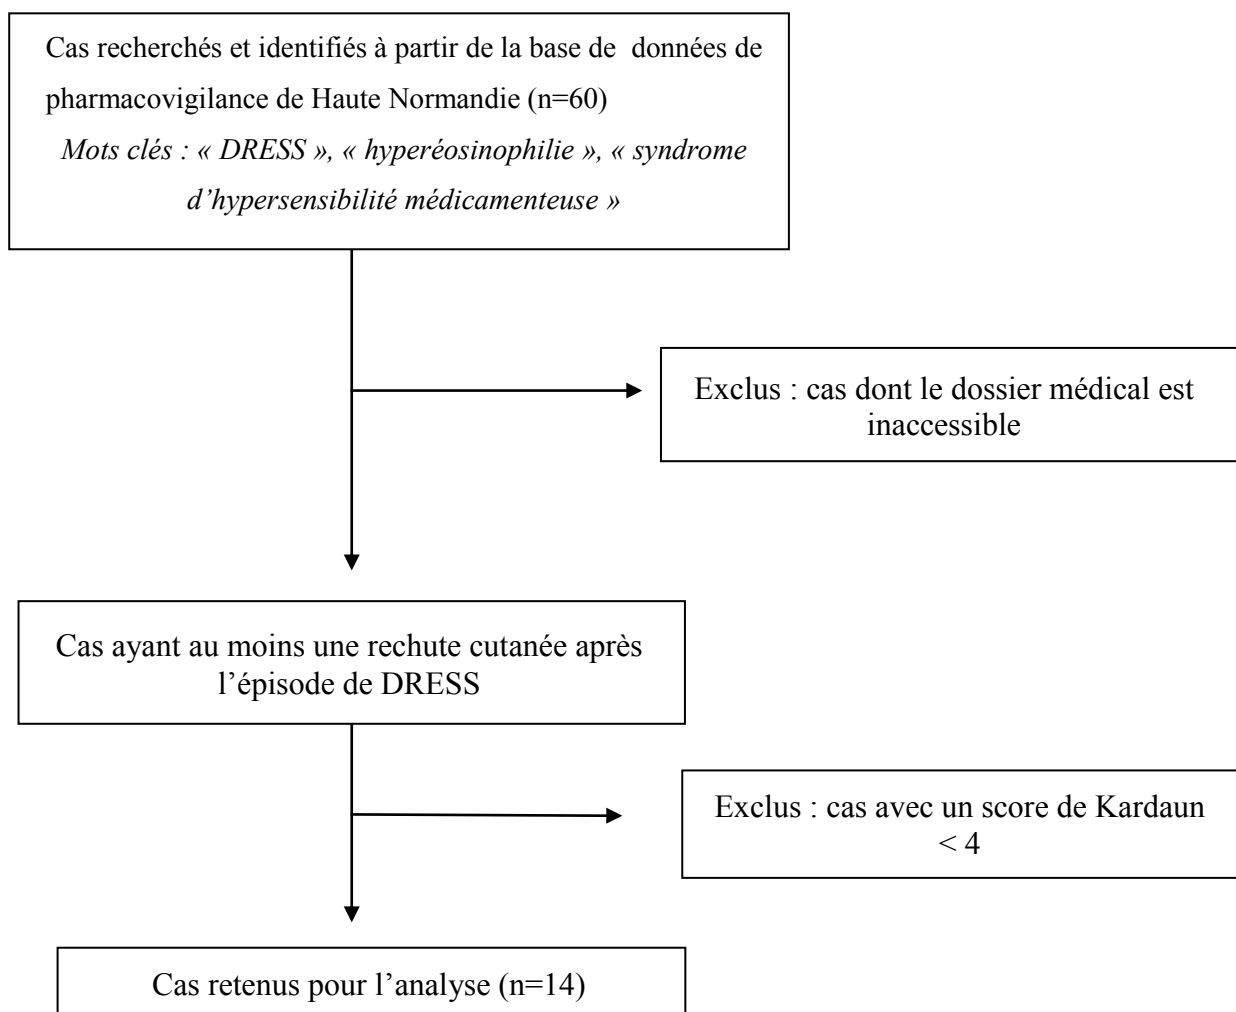 Cas recherchés et identifiés à partir de la base de données de
pharmacovigilance de Haute Normandie (n=60)
Mots clés : « DRESS », « hyperéosinophilie », « syndrome
d’hypersensibilité médicamenteuse »
Exclus : cas dont le dossier médical est
inaccessible
Cas ayant au moins une rechute cutanée après
l’épisode de DRESS
Exclus : cas avec un score de Kardaun
< 4
Cas retenus pour l’analyse (n=14)